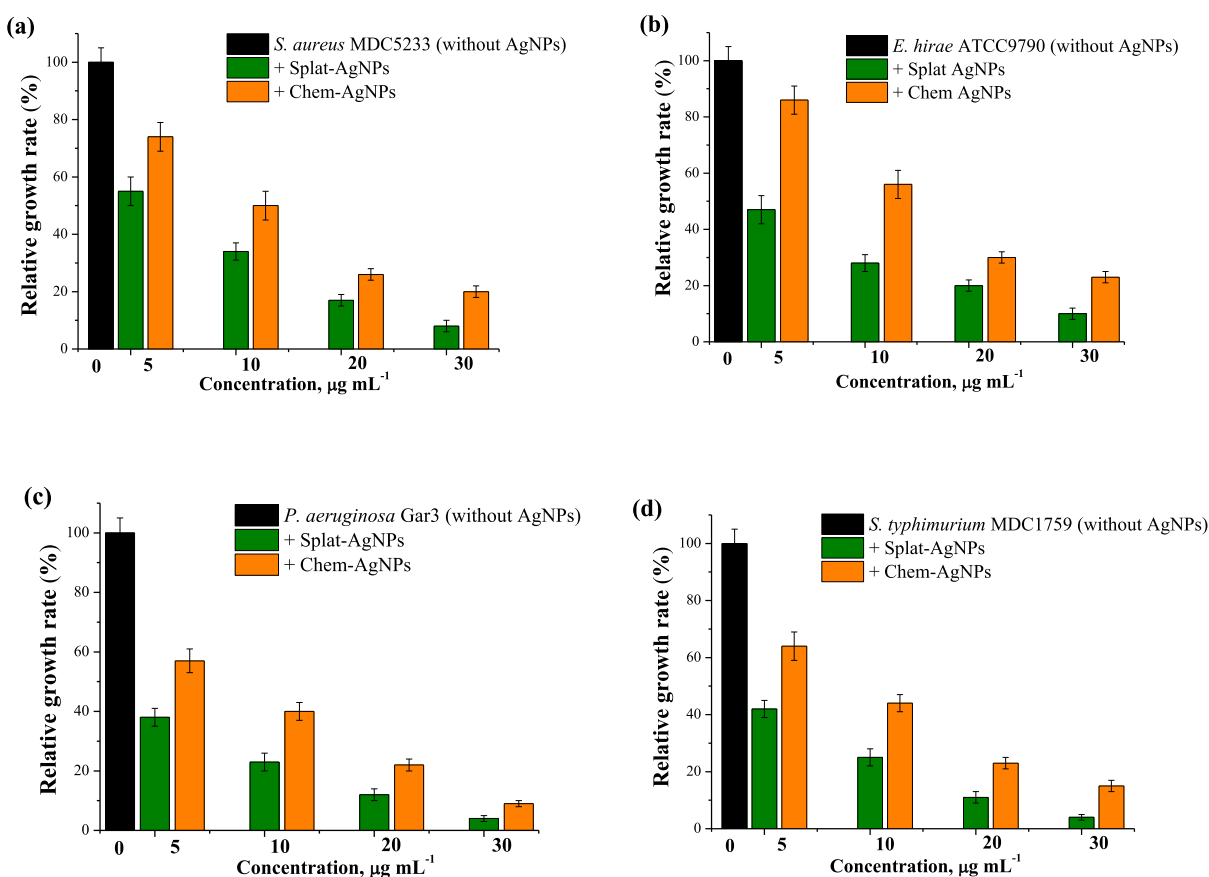 (a)
S. aureus MDC5233 (without AgNPs)
+ Splat-AgNPs
+ Chem-AgNPs
Relative growth rate (%)
100
80
60
40
20
0
0 5 10 20 30
Concentration, μg mL⁻¹
(b)
E. hirae ATCC9790 (without AgNPs)
+ Splat AgNPs
+ Chem AgNPs
Relative growth rate (%)
100
80
60
40
20
0
0 5 10 20 30
Concentration, μg mL⁻¹
(c)
P. aeruginosa Gar3 (without AgNPs)
+ Splat-AgNPs
+ Chem-AgNPs
Relative growth rate (%)
100
80
60
40
20
0
0 5 10 20 30
Concentration, μg mL⁻¹
(d)
S. typhimurium MDC1759 (without AgNPs)
+ Splat-AgNPs
+ Chem-AgNPs
Relative growth rate (%)
100
80
60
40
20
0
0 5 10 20 30
Concentration, μg mL⁻¹